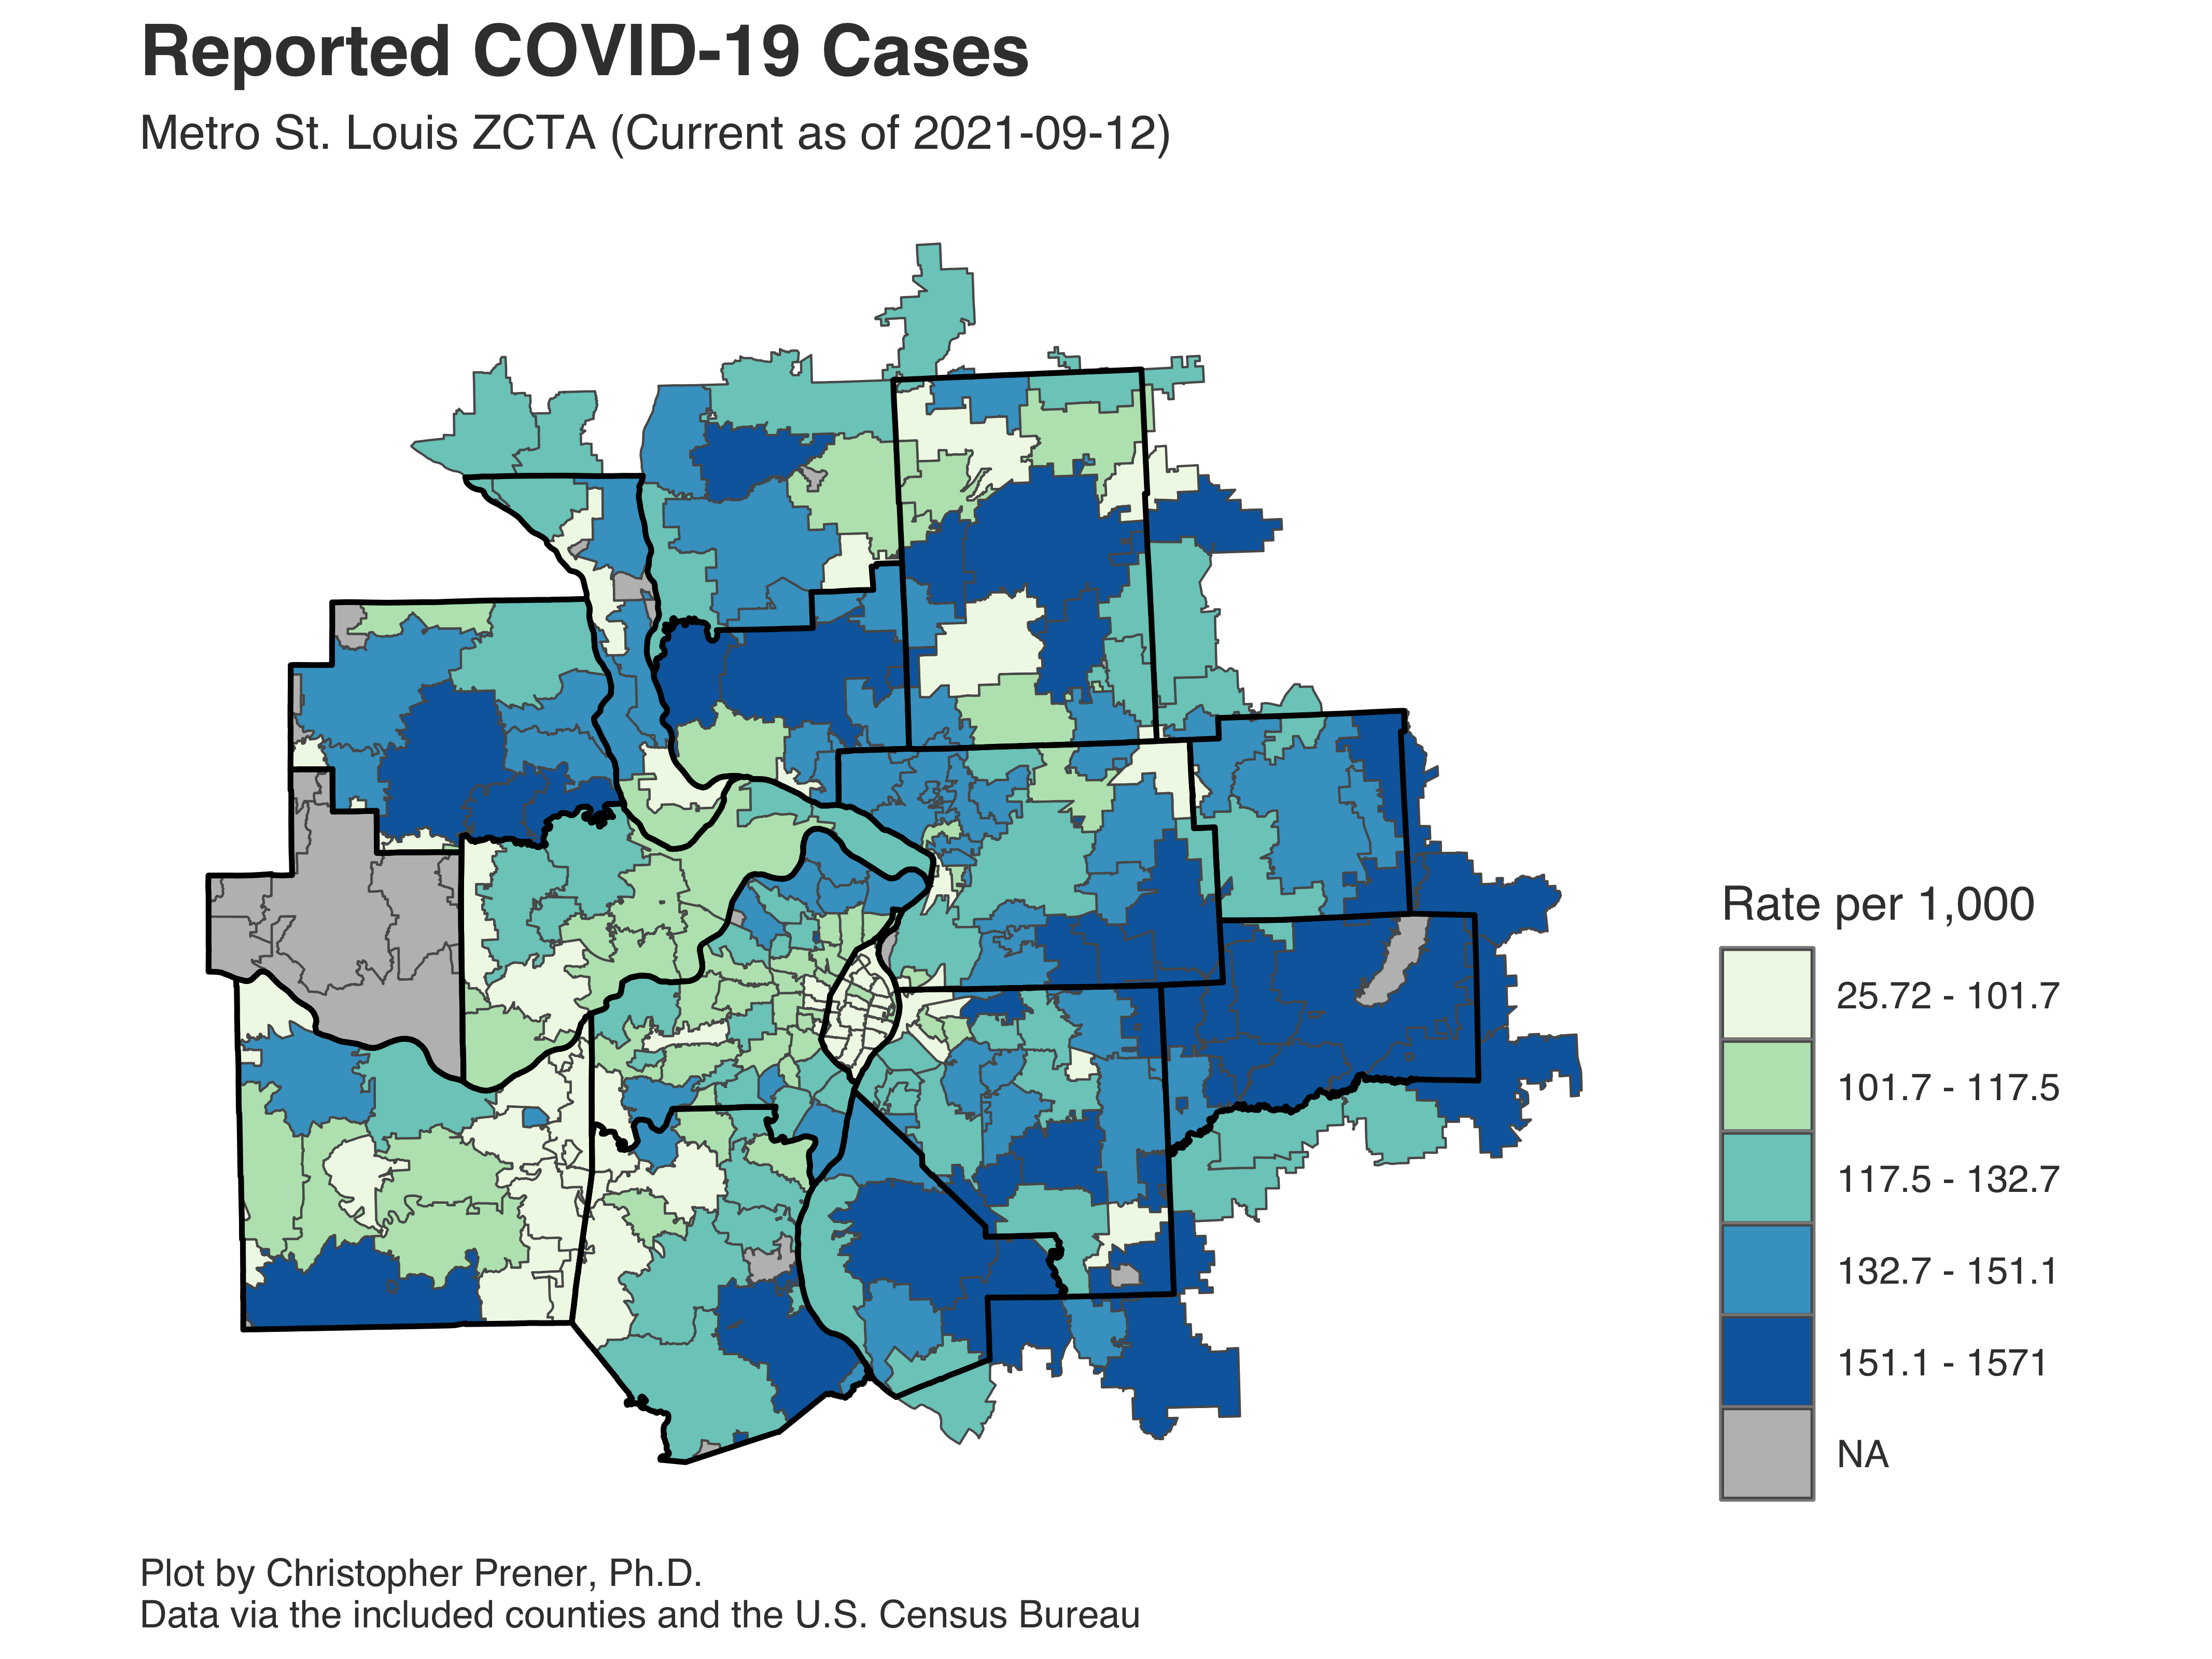 Reported COVID-19 Cases
Metro St. Louis ZCTA (Current as of 2021-09-12)
Rate per 1,000
25.72 - 101.7
101.7 - 117.5
117.5 - 132.7
132.7 - 151.1
151.1 - 1571
NA
Plot by Christopher Prener, Ph.D.
Data via the included counties and the U.S. Census Bureau